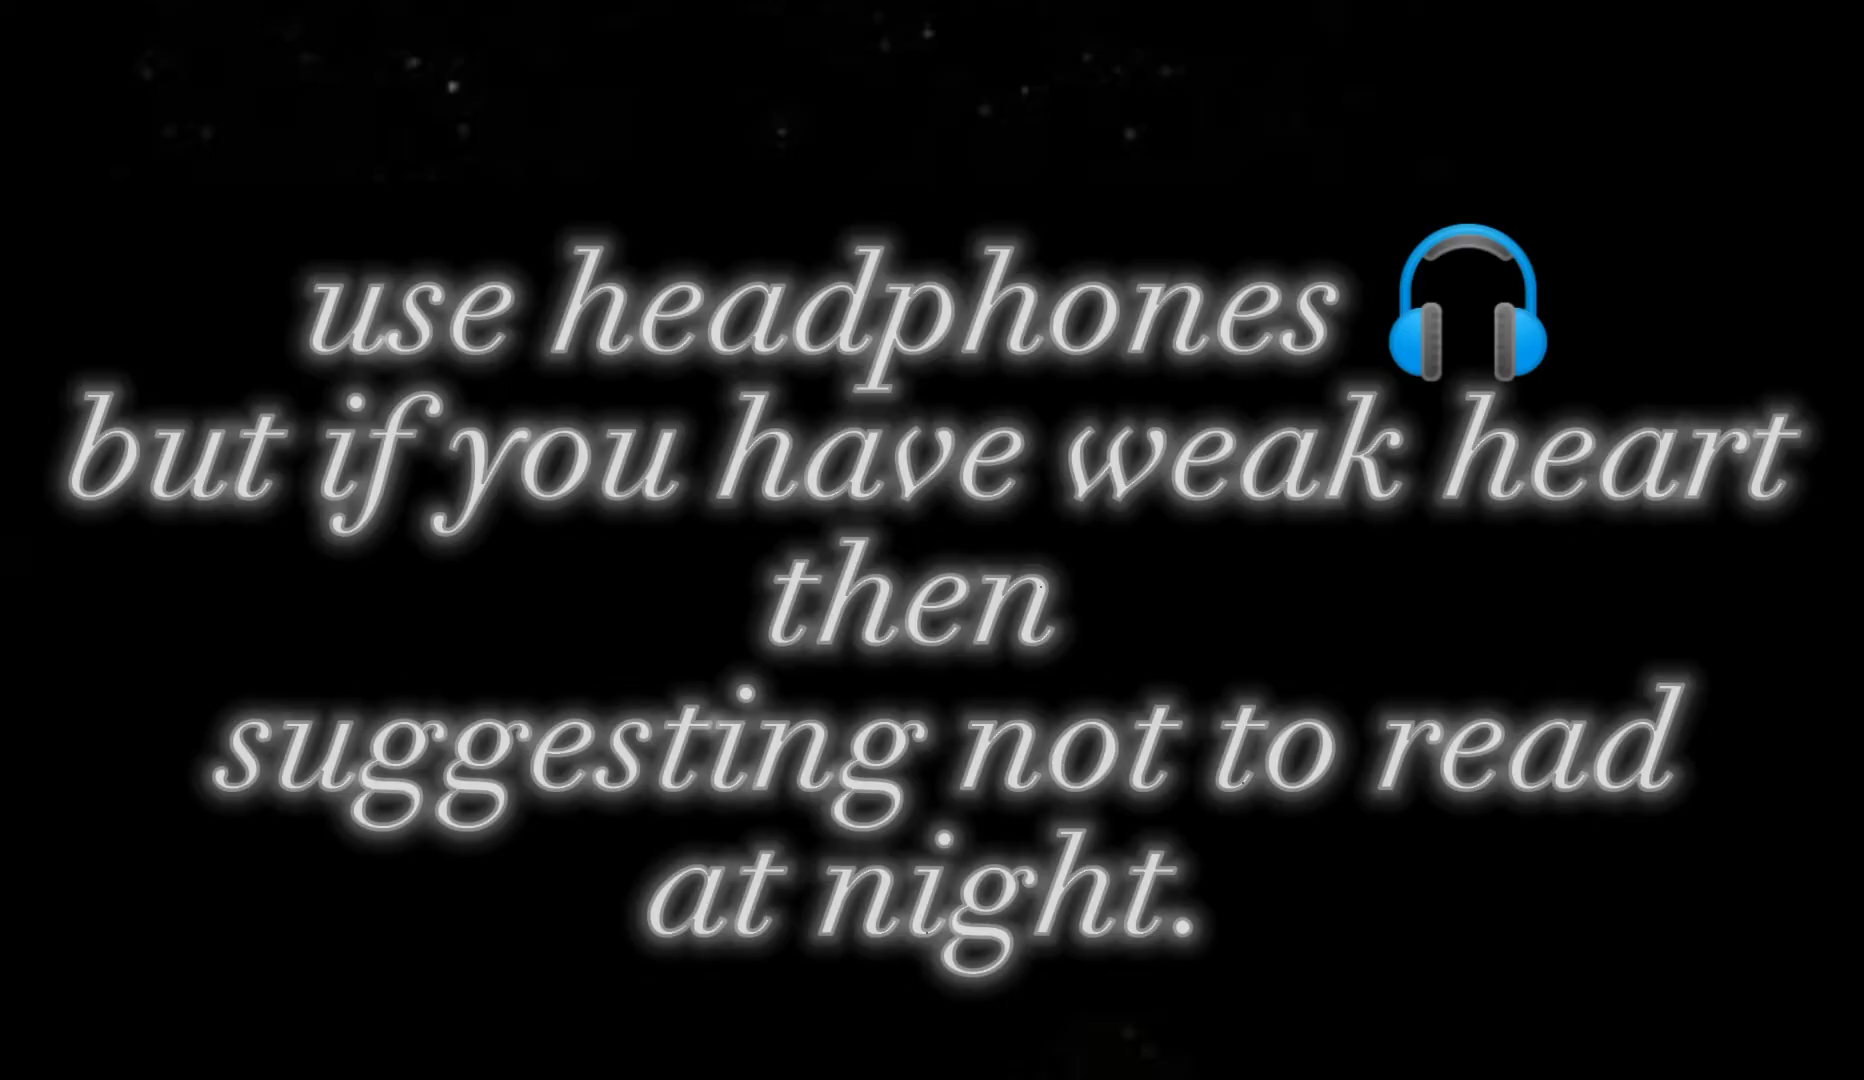 use headphones 🎧
but if you have weak heart
then
suggesting not to read
at night.